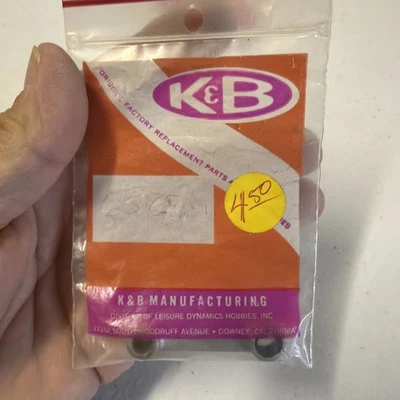 K&B
ORIGINAL FACTORY REPLACEMENT PARTS
4.50
K&B MANUFACTURING
DIVISION OF LEISURE DYNAMICS HOBBIES, INC.
WOODRUFF AVENUE • DOWNEY, CALIFORNIA